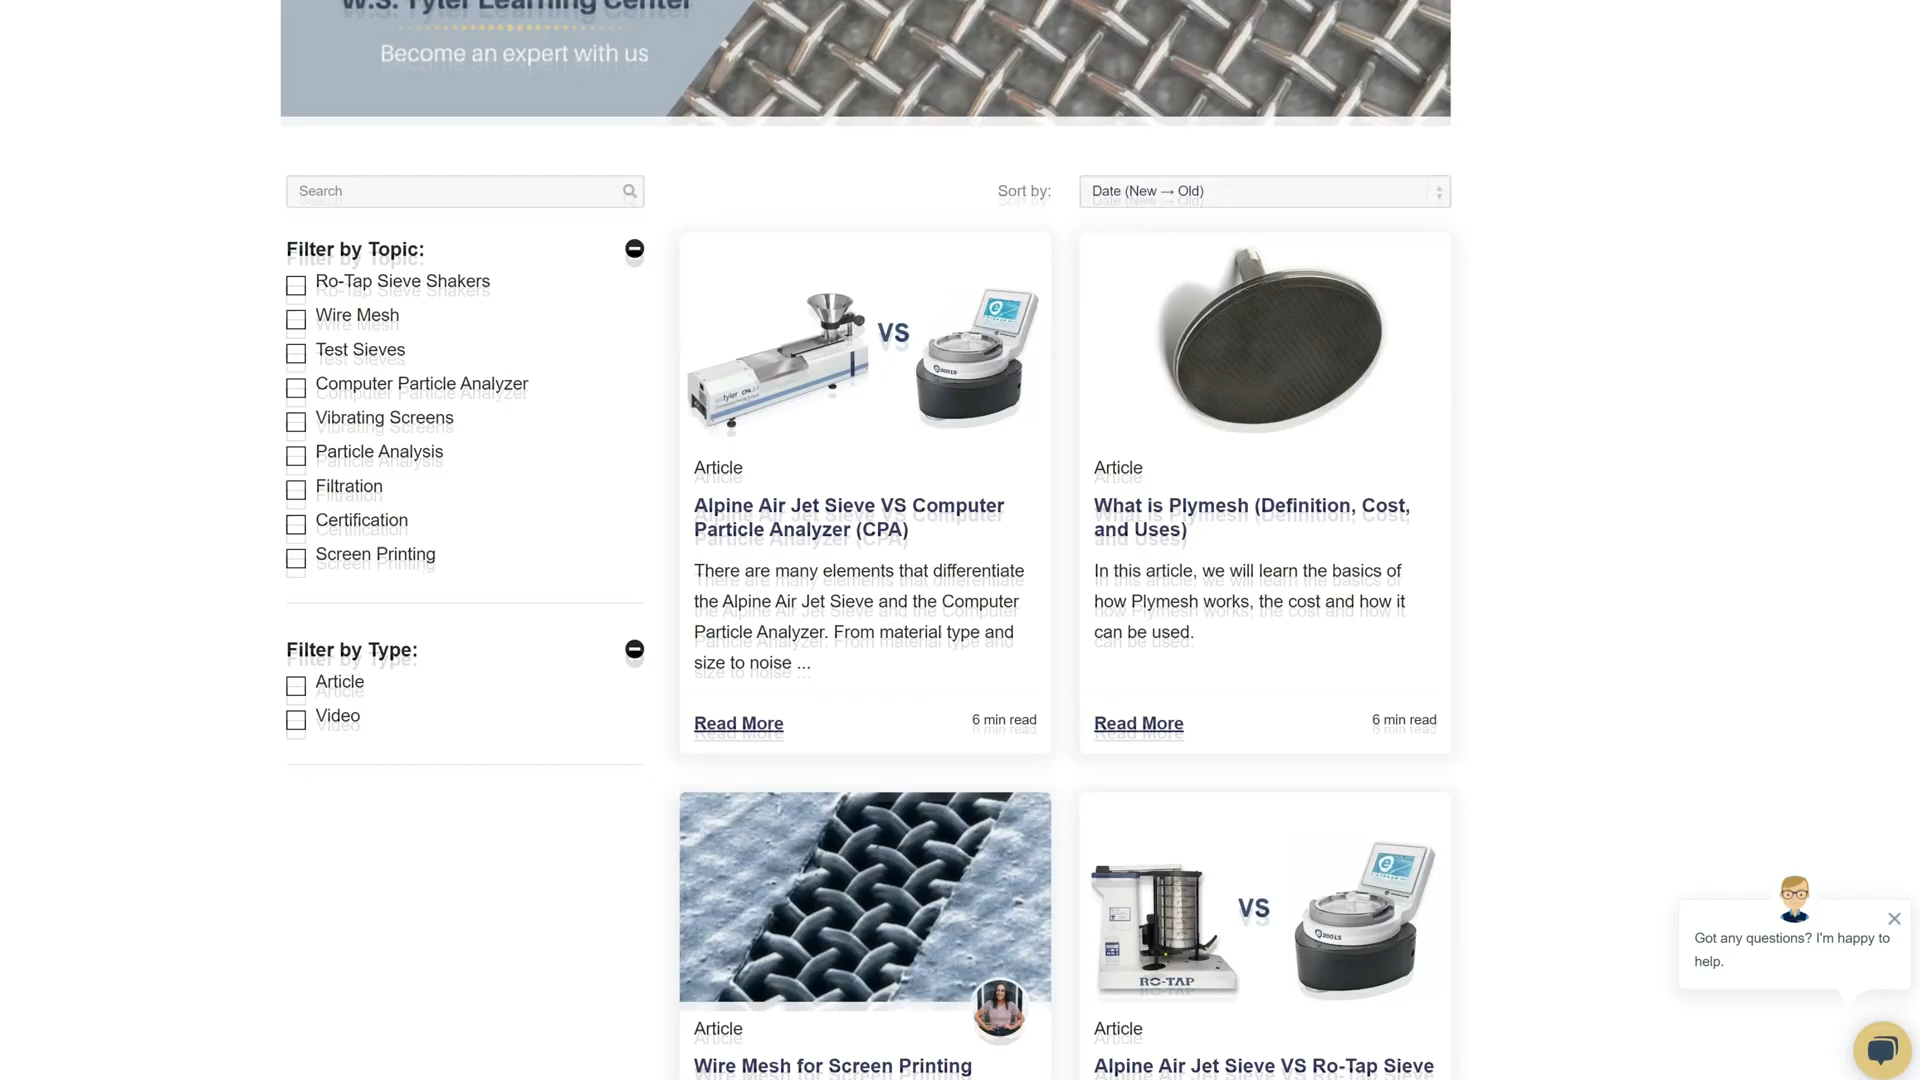 W.S. Tyler Learning Center
Become an expert with us
Search
Sort by:
Date (New → Old)
Filter by Topic:
Ro-Tap Sieve Shakers
Wire Mesh
Test Sieves
Computer Particle Analyzer
Vibrating Screens
Particle Analysis
Filtration
Certification
Screen Printing
Filter by Type:
Article
Video
VS
Article
Alpine Air Jet Sieve VS Computer
Particle Analyzer (CPA)
There are many elements that differentiate
the Alpine Air Jet Sieve and the Computer
Particle Analyzer. From material type and
size to noise ...
Read More
6 min read
Article
What is Plymesh (Definition, Cost,
and Uses)
In this article, we will learn the basics of
how Plymesh works, the cost and how it
can be used.
Read More
6 min read
Article
Wire Mesh for Screen Printing
VS
RO-TAP
Article
Alpine Air Jet Sieve VS Ro-Tap Sieve
Got any questions? I'm happy to
help.